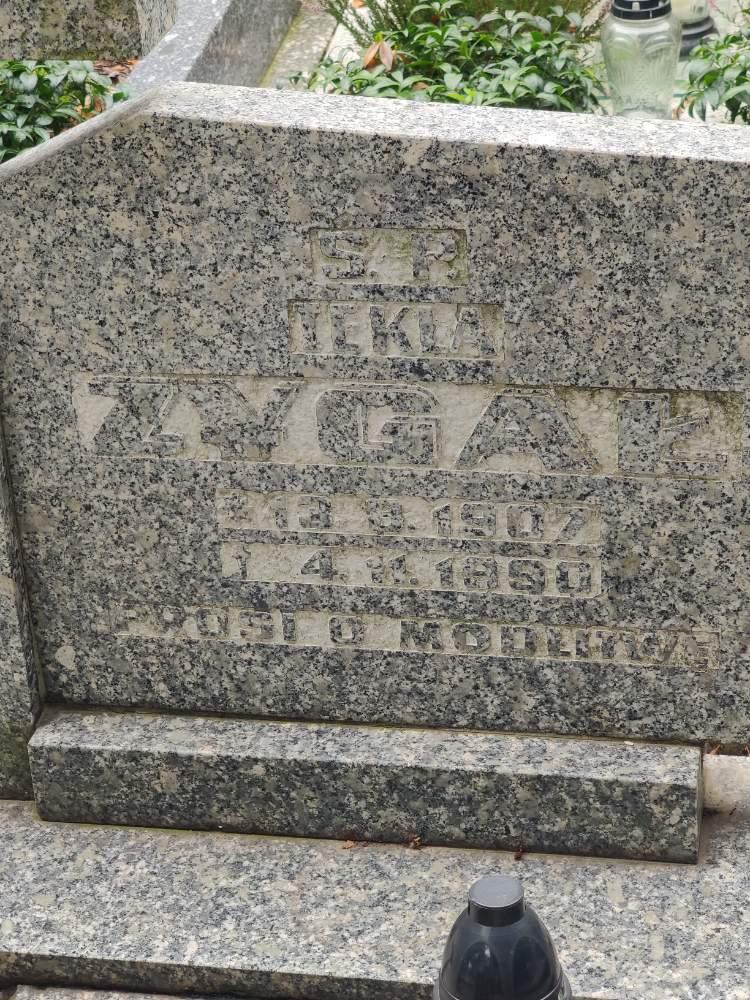 Ś. P.
TEKLA
ZYGAŁ
* 13. 9. 1907
† 4. 11. 1990
PROSI O MODLITWĘ